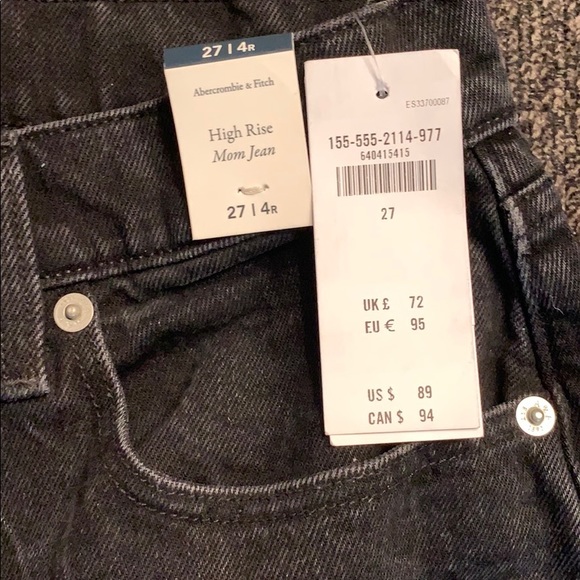 27 | 4R
Abercrombie & Fitch
High Rise
Mom Jean
27 | 4R
ES33700087
155-555-2114-977
640415415
27
UK £ 72
EU € 95
US $ 89
CAN $ 94